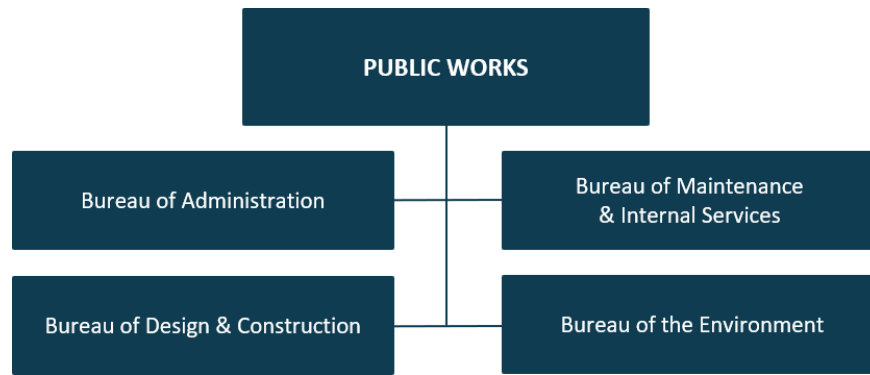 PUBLIC WORKS
Bureau of Administration
Bureau of Maintenance
& Internal Services
Bureau of Design & Construction
Bureau of the Environment